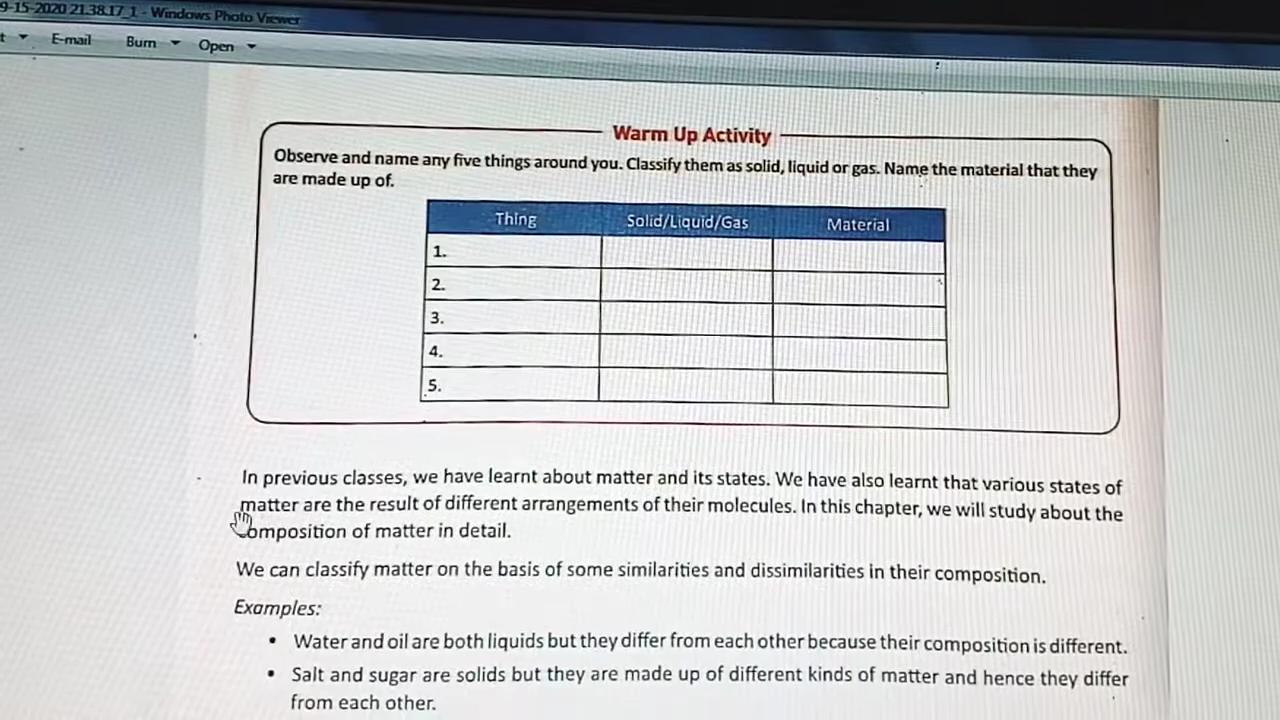 9-15-2020 21.38.17_1 - Windows Photo Viewer
E-mail Burn Open
Warm Up Activity
Observe and name any five things around you. Classify them as solid, liquid or gas. Name the material that they
are made up of.
Thing Solid/Liquid/Gas Material
1.
2.
3.
4.
5.
In previous classes, we have learnt about matter and its states. We have also learnt that various states of
matter are the result of different arrangements of their molecules. In this chapter, we will study about the
composition of matter in detail.
We can classify matter on the basis of some similarities and dissimilarities in their composition.
Examples:
• Water and oil are both liquids but they differ from each other because their composition is different.
• Salt and sugar are solids but they are made up of different kinds of matter and hence they differ
from each other.